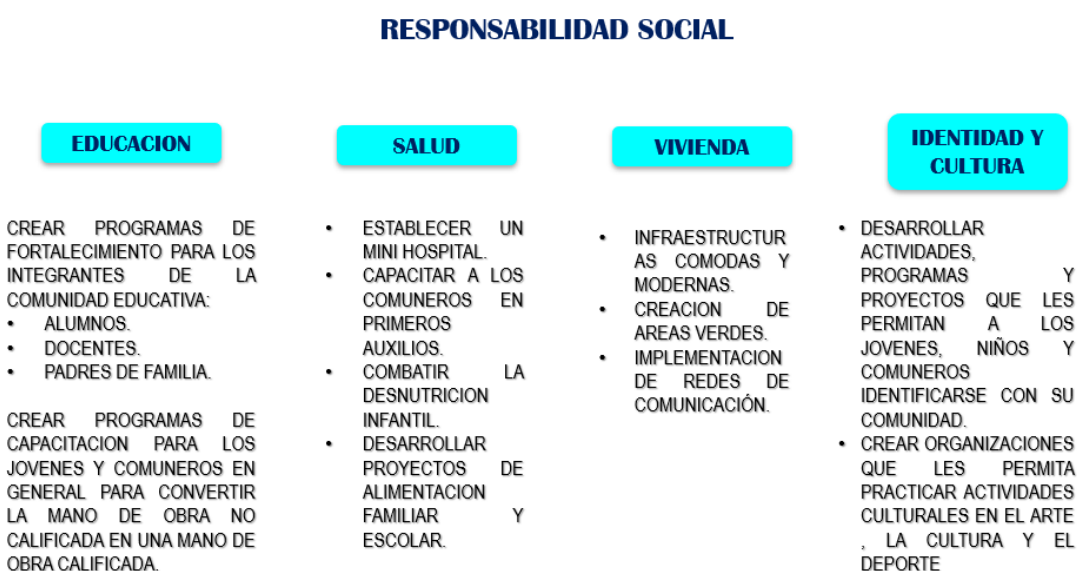 RESPONSABILIDAD SOCIAL
EDUCACION
CREAR PROGRAMAS DE
FORTALECIMIENTO PARA LOS
INTEGRANTES DE LA
COMUNIDAD EDUCATIVA:
• ALUMNOS.
• DOCENTES.
• PADRES DE FAMILIA.
CREAR PROGRAMAS DE
CAPACITACION PARA LOS
JOVENES Y COMUNEROS EN
GENERAL PARA CONVERTIR
LA MANO DE OBRA NO
CALIFICADA EN UNA MANO DE
OBRA CALIFICADA.
SALUD
• ESTABLECER UN
MINI HOSPITAL.
• CAPACITAR A LOS
COMUNEROS EN
PRIMEROS
AUXILIOS.
• COMBATIR LA
DESNUTRICION
INFANTIL.
• DESARROLLAR
PROYECTOS DE
ALIMENTACION
FAMILIAR Y
ESCOLAR.
VIVIENDA
• INFRAESTRUCTUR
AS COMODAS Y
MODERNAS.
• CREACION DE
AREAS VERDES.
• IMPLEMENTACION
DE REDES DE
COMUNICACIÓN.
IDENTIDAD Y
CULTURA
• DESARROLLAR
ACTIVIDADES,
PROGRAMAS Y
PROYECTOS QUE LES
PERMITAN A LOS
JOVENES, NIÑOS Y
COMUNEROS
IDENTIFICARSE CON SU
COMUNIDAD.
• CREAR ORGANIZACIONES
QUE LES PERMITA
PRACTICAR ACTIVIDADES
CULTURALES EN EL ARTE
, LA CULTURA Y EL
DEPORTE